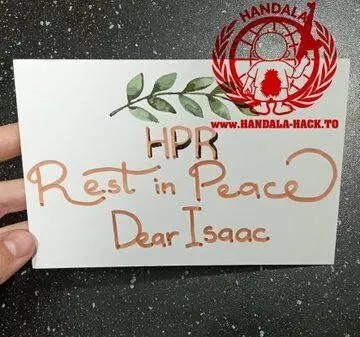 HANDALA
WWW.HANDALA-HACK.TO
HPR
Rest in Peace
Dear Isaac